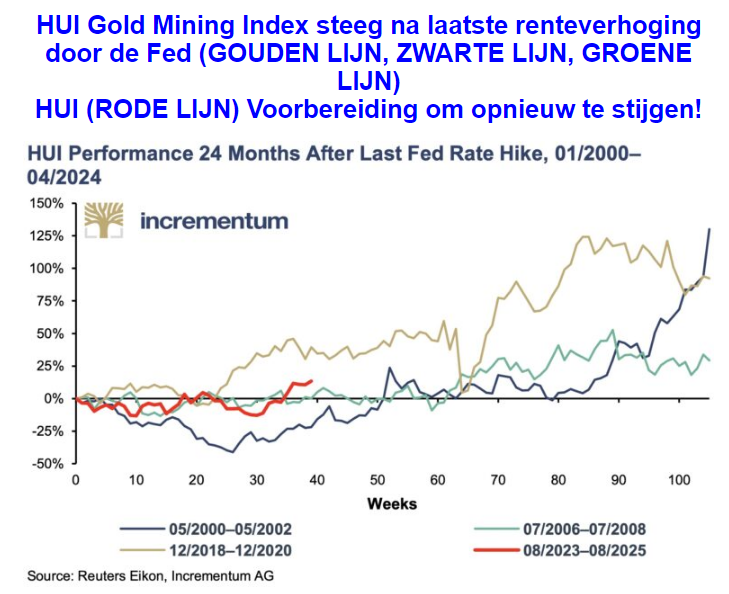 HUI Gold Mining Index steeg na laatste renteverhoging
door de Fed (GOUDEN LIJN, ZWARTE LIJN, GROENE
LIJN)
HUI (RODE LIJN) Voorbereiding om opnieuw te stijgen!
HUI Performance 24 Months After Last Fed Rate Hike, 01/2000–
04/2024
incrementum
150%
125%
100%
75%
50%
25%
0%
-25%
-50%
0 10 20 30 40 50 60 70 80 90 100
Weeks
05/2000–05/2002 07/2006–07/2008
12/2018–12/2020 08/2023–08/2025
Source: Reuters Eikon, Incrementum AG